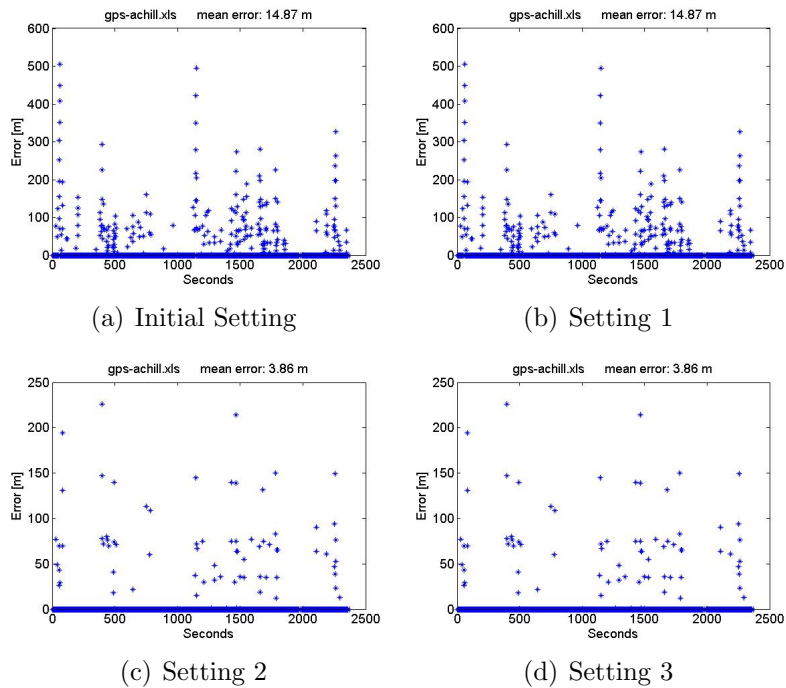 gps-achill.xls mean error: 14.87 m
600
500
400
300
200
100
0
Error [m]
0 500 1000 1500 2000 2500
Seconds
(a) Initial Setting
gps-achill.xls mean error: 14.87 m
600
500
400
300
200
100
0
Error [m]
0 500 1000 1500 2000 2500
Seconds
(b) Setting 1
gps-achill.xls mean error: 3.86 m
250
200
150
100
50
0
Error [m]
0 500 1000 1500 2000 2500
Seconds
(c) Setting 2
gps-achill.xls mean error: 3.86 m
250
200
150
100
50
0
Error [m]
0 500 1000 1500 2000 2500
Seconds
(d) Setting 3